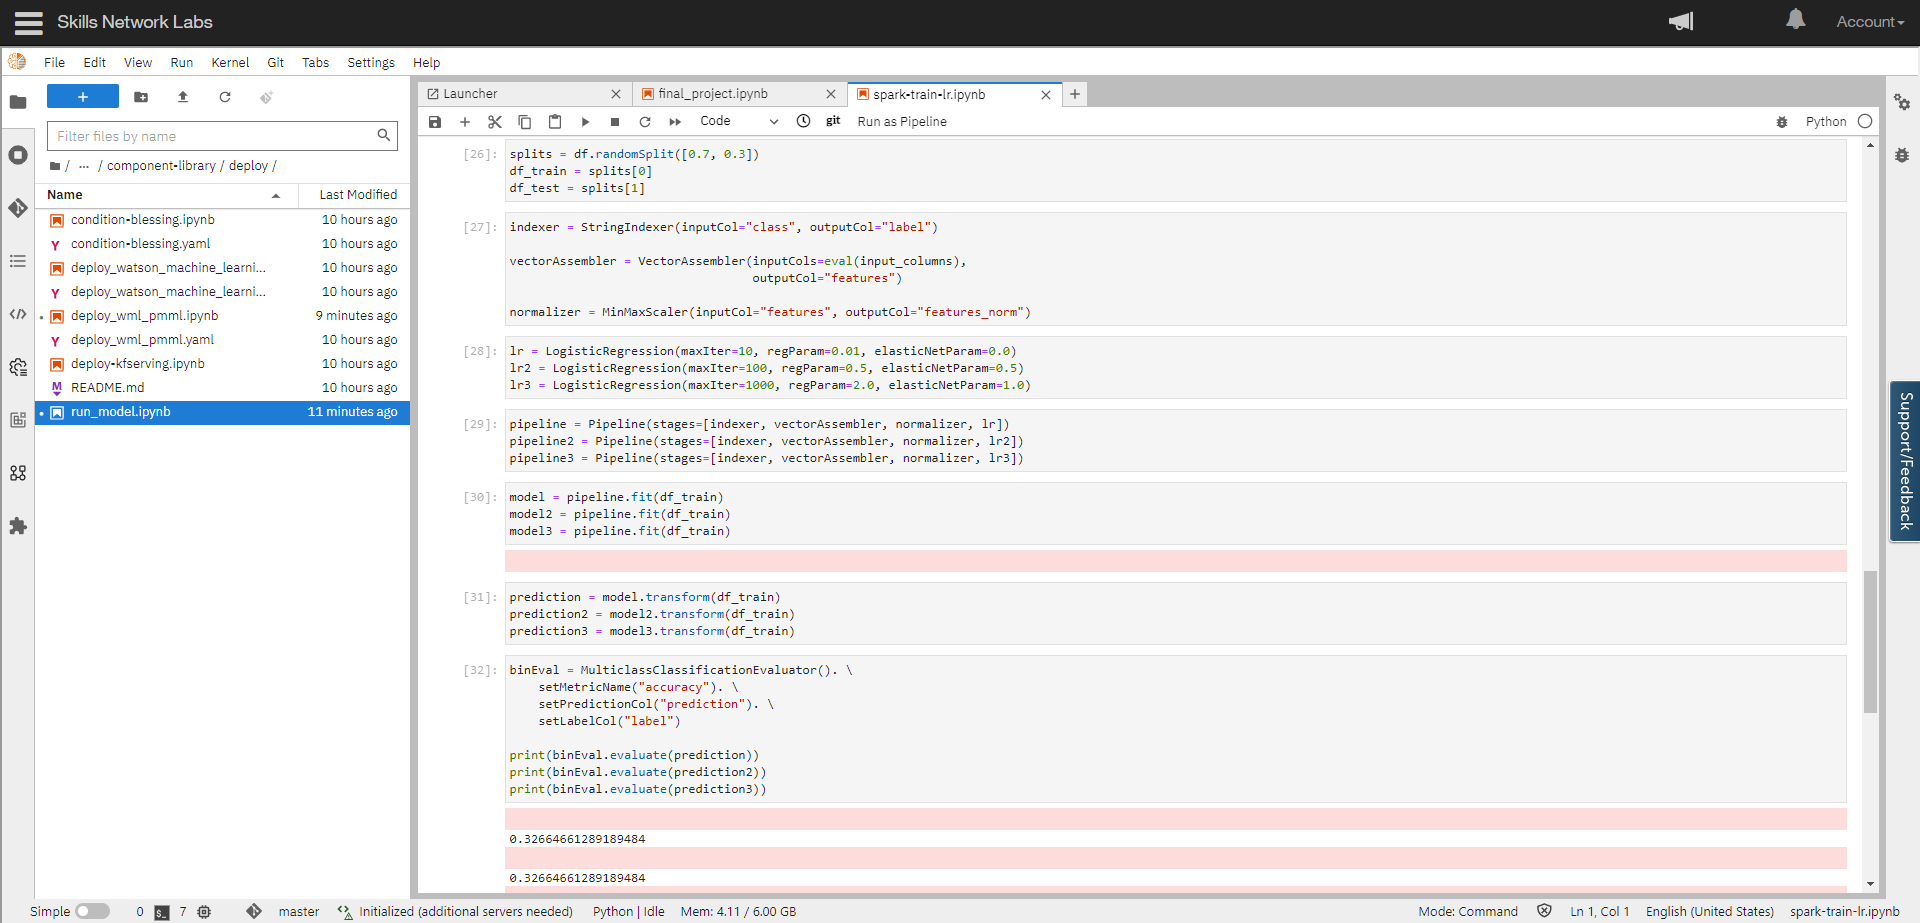 Skills Network Labs
Account
File Edit View Run Kernel Git Tabs Settings Help
Launcher
final_project.ipynb
spark-train-lr.ipynb
Code
git
Run as Pipeline
Python
Filter files by name
/ ... / component-library / deploy /
Name Last Modified
condition-blessing.ipynb 10 hours ago
condition-blessing.yaml 10 hours ago
deploy_watson_machine_learni... 10 hours ago
deploy_watson_machine_learni... 10 hours ago
deploy_wml_pmml.ipynb 9 minutes ago
deploy_wml_pmml.yaml 10 hours ago
deploy-kfserving.ipynb 10 hours ago
README.md 10 hours ago
run_model.ipynb 11 minutes ago
[26]: splits = df.randomSplit([0.7, 0.3])
df_train = splits[0]
df_test = splits[1]
[27]: indexer = StringIndexer(inputCol="class", outputCol="label")
vectorAssembler = VectorAssembler(inputCols=eval(input_columns),
outputCol="features")
normalizer = MinMaxScaler(inputCol="features", outputCol="features_norm")
[28]: lr = LogisticRegression(maxIter=10, regParam=0.01, elasticNetParam=0.0)
lr2 = LogisticRegression(maxIter=100, regParam=0.5, elasticNetParam=0.5)
lr3 = LogisticRegression(maxIter=1000, regParam=2.0, elasticNetParam=1.0)
[29]: pipeline = Pipeline(stages=[indexer, vectorAssembler, normalizer, lr])
pipeline2 = Pipeline(stages=[indexer, vectorAssembler, normalizer, lr2])
pipeline3 = Pipeline(stages=[indexer, vectorAssembler, normalizer, lr3])
[30]: model = pipeline.fit(df_train)
model2 = pipeline.fit(df_train)
model3 = pipeline.fit(df_train)
[31]: prediction = model.transform(df_train)
prediction2 = model2.transform(df_train)
prediction3 = model3.transform(df_train)
[32]: binEval = MulticlassClassificationEvaluator(). \
setMetricName("accuracy"). \
setPredictionCol("prediction"). \
setLabelCol("label")
print(binEval.evaluate(prediction))
print(binEval.evaluate(prediction2))
print(binEval.evaluate(prediction3))
0.32664661289189484
0.32664661289189484
Support/Feedback
Simple 0 7 master Initialized (additional servers needed) Python | Idle Mem: 4.11 / 6.00 GB Mode: Command Ln 1, Col 1 English (United States) spark-train-lr.ipynb